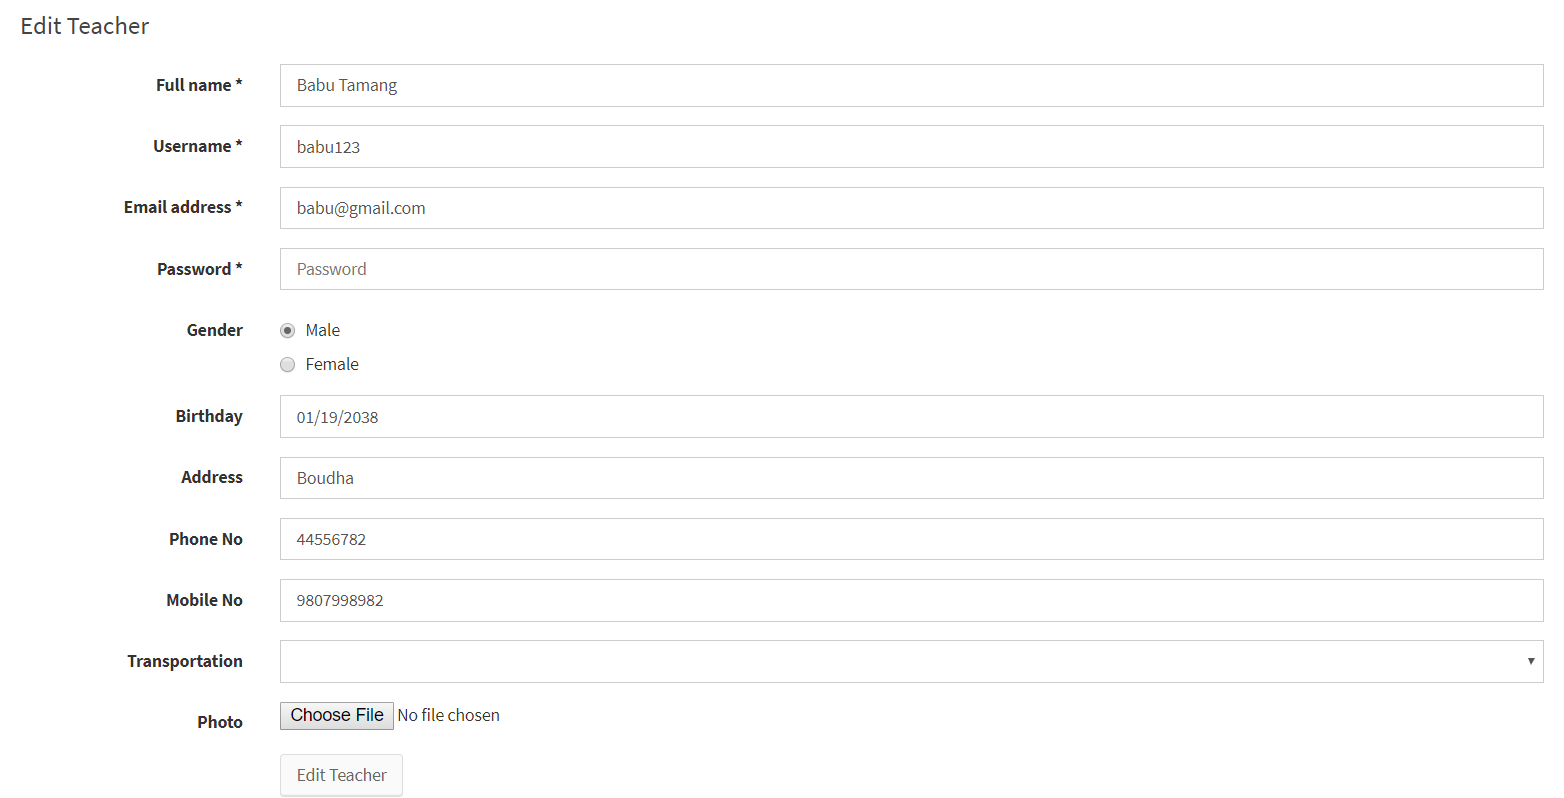 Edit Teacher
Full name * Babu Tamang
Username * babu123
Email address * babu@gmail.com
Password * Password
Gender Male
Female
Birthday 01/19/2038
Address Boudha
Phone No 44556782
Mobile No 9807998982
Transportation
Photo Choose File No file chosen
Edit Teacher